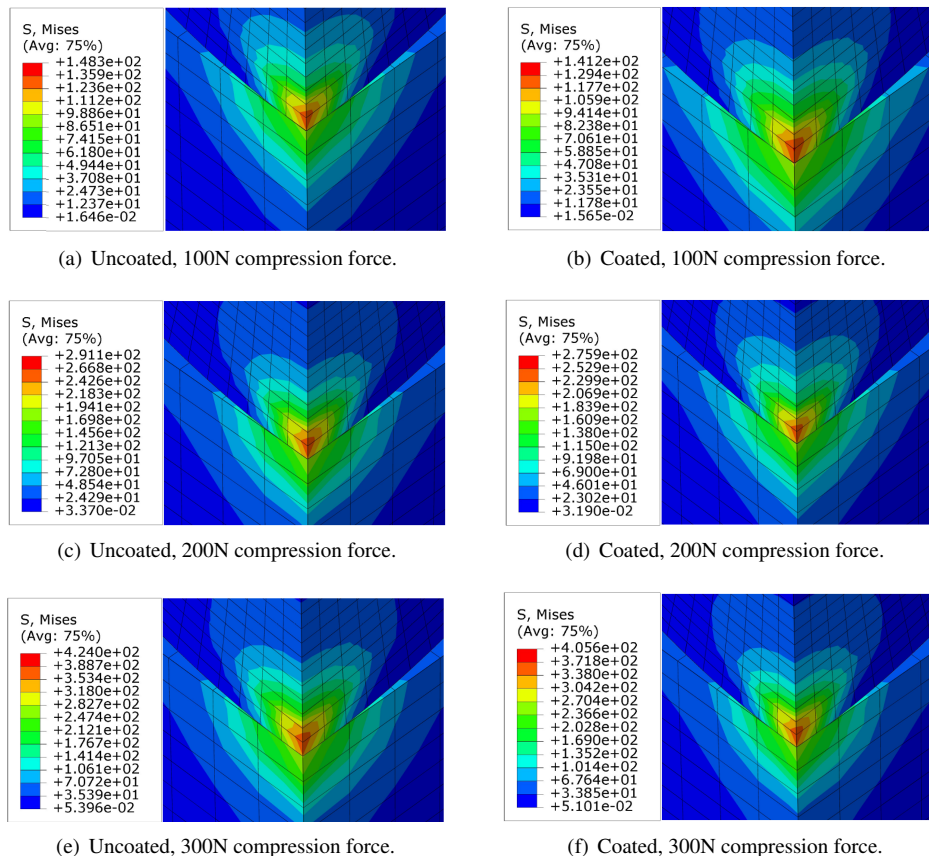 S, Mises
(Avg: 75%)
+1.483e+02
+1.359e+02
+1.236e+02
+1.112e+02
+9.886e+01
+8.651e+01
+7.415e+01
+6.180e+01
+4.944e+01
+3.708e+01
+2.473e+01
+1.237e+01
+1.646e-02
(a) Uncoated, 100N compression force.
S, Mises
(Avg: 75%)
+1.412e+02
+1.294e+02
+1.177e+02
+1.059e+02
+9.414e+01
+8.238e+01
+7.061e+01
+5.885e+01
+4.708e+01
+3.531e+01
+2.355e+01
+1.178e+01
+1.565e-02
(b) Coated, 100N compression force.
S, Mises
(Avg: 75%)
+2.911e+02
+2.668e+02
+2.426e+02
+2.183e+02
+1.941e+02
+1.698e+02
+1.456e+02
+1.213e+02
+9.705e+01
+7.280e+01
+4.854e+01
+2.429e+01
+3.370e-02
(c) Uncoated, 200N compression force.
S, Mises
(Avg: 75%)
+2.759e+02
+2.529e+02
+2.299e+02
+2.069e+02
+1.839e+02
+1.609e+02
+1.380e+02
+1.150e+02
+9.198e+01
+6.900e+01
+4.601e+01
+2.302e+01
+3.190e-02
(d) Coated, 200N compression force.
S, Mises
(Avg: 75%)
+4.240e+02
+3.887e+02
+3.534e+02
+3.180e+02
+2.827e+02
+2.474e+02
+2.121e+02
+1.767e+02
+1.414e+02
+1.061e+02
+7.072e+01
+3.539e+01
+5.396e-02
(e) Uncoated, 300N compression force.
S, Mises
(Avg: 75%)
+4.056e+02
+3.718e+02
+3.380e+02
+3.042e+02
+2.704e+02
+2.366e+02
+2.028e+02
+1.690e+02
+1.352e+02
+1.014e+02
+6.764e+01
+3.385e+01
+5.101e-02
(f) Coated, 300N compression force.